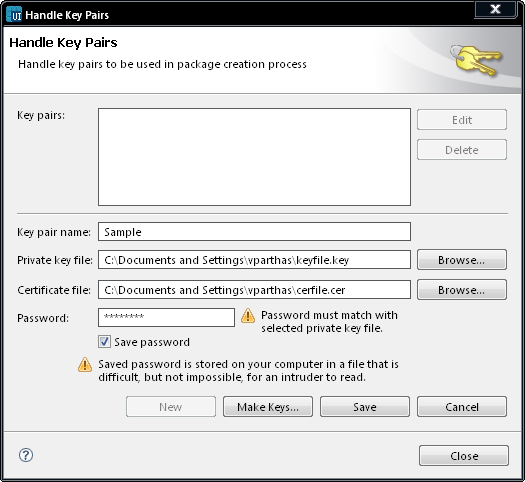 UI Handle Key Pairs
Handle Key Pairs
Handle key pairs to be used in package creation process
Key pairs:
Edit
Delete
Key pair name: Sample
Private key file: C:\Documents and Settings\vparthas\keyfile.key Browse...
Certificate file: C:\Documents and Settings\vparthas\cerfile.cer Browse...
Password: ******** Password must match with
selected private key file.
Save password
Saved password is stored on your computer in a file that is
difficult, but not impossible, for an intruder to read.
New Make Keys... Save Cancel
? Close